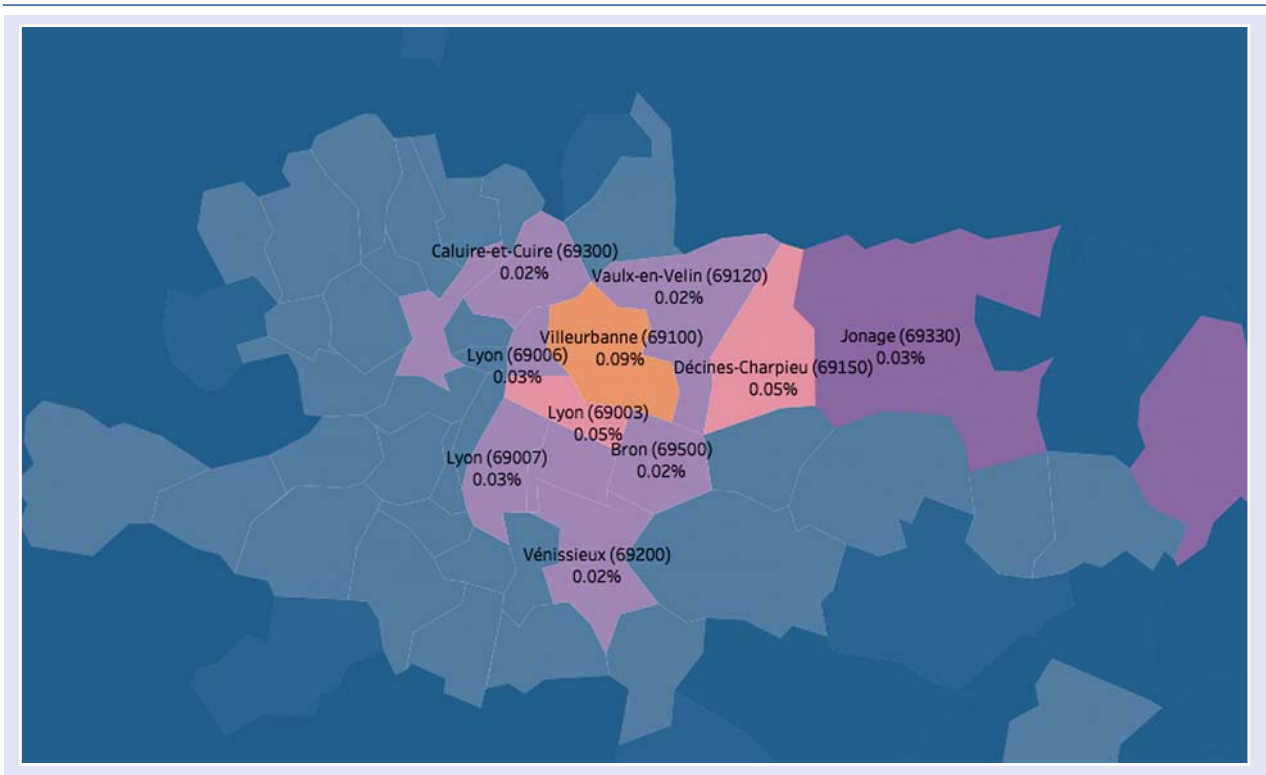 Caluire-et-Cuire (69300)
0.02%
Vaulx-en-Velin (69120)
0.02%
Villeurbanne (69100)
0.09%
Jonage (69330)
0.03%
Lyon (69006)
0.03%
Décines-Charpieu (69150)
0.05%
Lyon (69003)
0.05%
Bron (69500)
0.02%
Lyon (69007)
0.03%
Vénissieux (69200)
0.02%